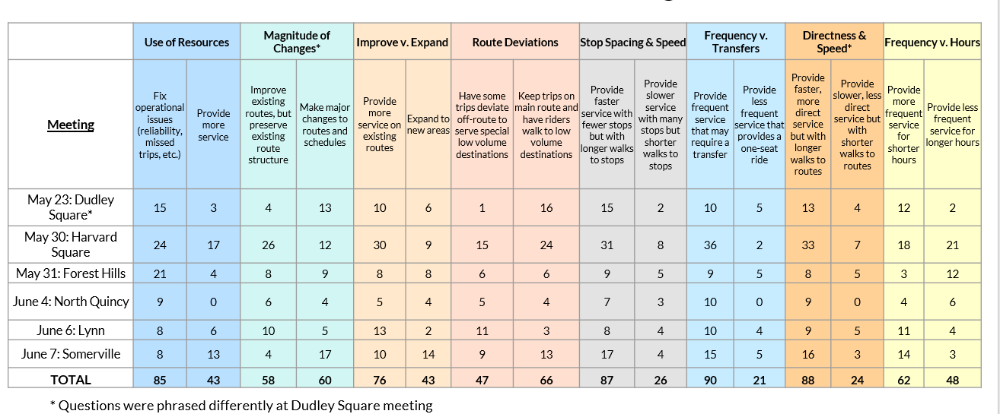 Use of Resources
Magnitude of
Changes*
Improve v. Expand
Route Deviations
Stop Spacing & Speed
Frequency v.
Transfers
Directness &
Speed*
Frequency v. Hours
Meeting
Fix
operational
issues
(reliability,
missed
trips, etc.)
Provide
more
service
Improve
existing
routes, but
preserve
existing
route
structure
Make major
changes to
routes and
schedules
Provide
more
service on
existing
routes
Expand to
new areas
Have some
trips deviate
off-route to
serve special
low volume
destinations
Keep trips on
main route and
have riders
walk to low
volume
destinations
Provide
faster
service with
fewer stops
but with
longer walks
to stops
Provide
slower
service
with many
stops but
shorter
walks to
stops
Provide
frequent
service
that may
require a
transfer
Provide
less
frequent
service that
provides a
one-seat
ride
Provide
faster,
more
direct
service
but with
longer
walks to
routes
Provide
slower, less
direct
service but
with
shorter
walks to
routes
Provide
more
frequent
service
for
shorter
hours
Provide less
frequent
service for
longer hours
May 23: Dudley
Square*
15 3 4 13 10 6 1 16 15 2 10 5 13 4 12 2
May 30: Harvard
Square
24 17 26 12 30 9 15 24 31 8 36 2 33 7 18 21
May 31: Forest Hills 21 4 8 9 8 8 6 6 9 5 9 5 8 5 3 12
June 4: North Quincy 9 0 6 4 5 4 5 4 7 3 10 0 9 0 4 6
June 6: Lynn 8 6 10 5 13 2 11 3 8 4 10 4 9 5 11 4
June 7: Somerville 8 13 4 17 10 14 9 13 17 4 15 5 16 3 14 3
TOTAL 85 43 58 60 76 43 47 66 87 26 90 21 88 24 62 48
* Questions were phrased differently at Dudley Square meeting